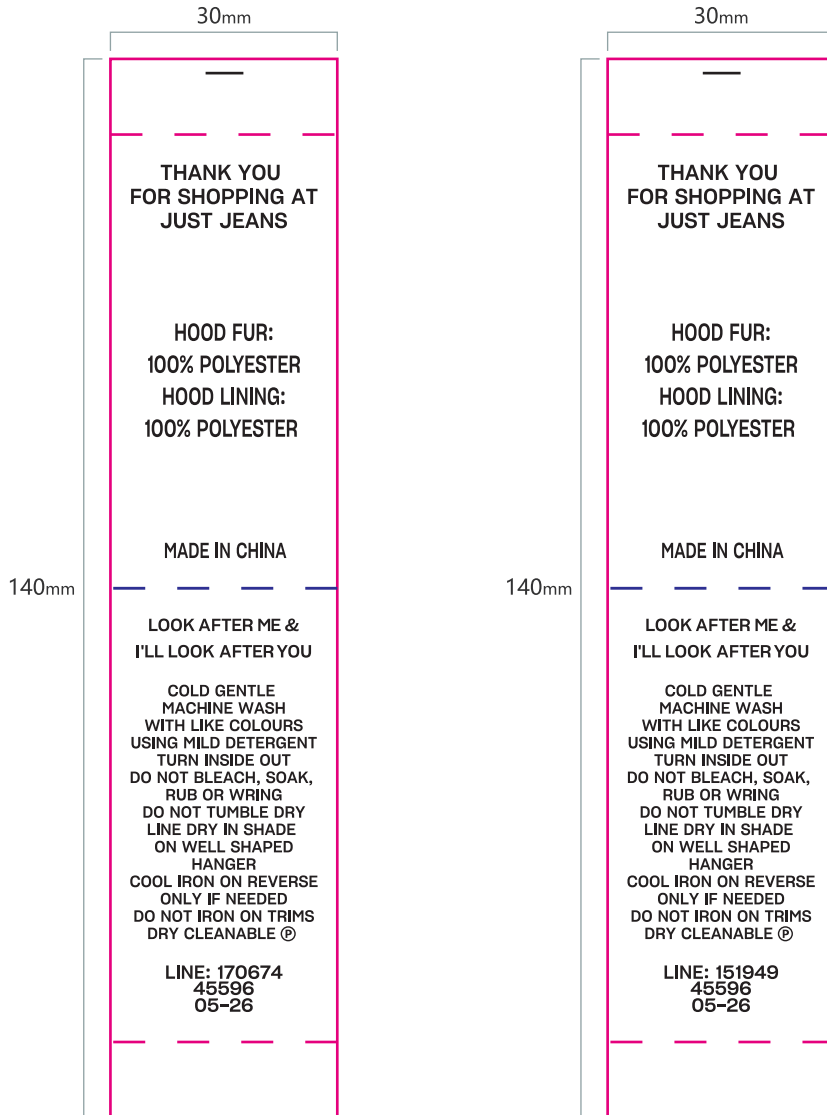 30mm
140mm
THANK YOU
FOR SHOPPING AT
JUST JEANS
HOOD FUR:
100% POLYESTER
HOOD LINING:
100% POLYESTER
MADE IN CHINA
LOOK AFTER ME &
I'LL LOOK AFTER YOU
COLD GENTLE
MACHINE WASH
WITH LIKE COLOURS
USING MILD DETERGENT
TURN INSIDE OUT
DO NOT BLEACH, SOAK,
RUB OR WRING
DO NOT TUMBLE DRY
LINE DRY IN SHADE
ON WELL SHAPED
HANGER
COOL IRON ON REVERSE
ONLY IF NEEDED
DO NOT IRON ON TRIMS
DRY CLEANABLE Ⓟ
LINE: 170674
45596
05-26
30mm
140mm
THANK YOU
FOR SHOPPING AT
JUST JEANS
HOOD FUR:
100% POLYESTER
HOOD LINING:
100% POLYESTER
MADE IN CHINA
LOOK AFTER ME &
I'LL LOOK AFTER YOU
COLD GENTLE
MACHINE WASH
WITH LIKE COLOURS
USING MILD DETERGENT
TURN INSIDE OUT
DO NOT BLEACH, SOAK,
RUB OR WRING
DO NOT TUMBLE DRY
LINE DRY IN SHADE
ON WELL SHAPED
HANGER
COOL IRON ON REVERSE
ONLY IF NEEDED
DO NOT IRON ON TRIMS
DRY CLEANABLE Ⓟ
LINE: 151949
45596
05-26